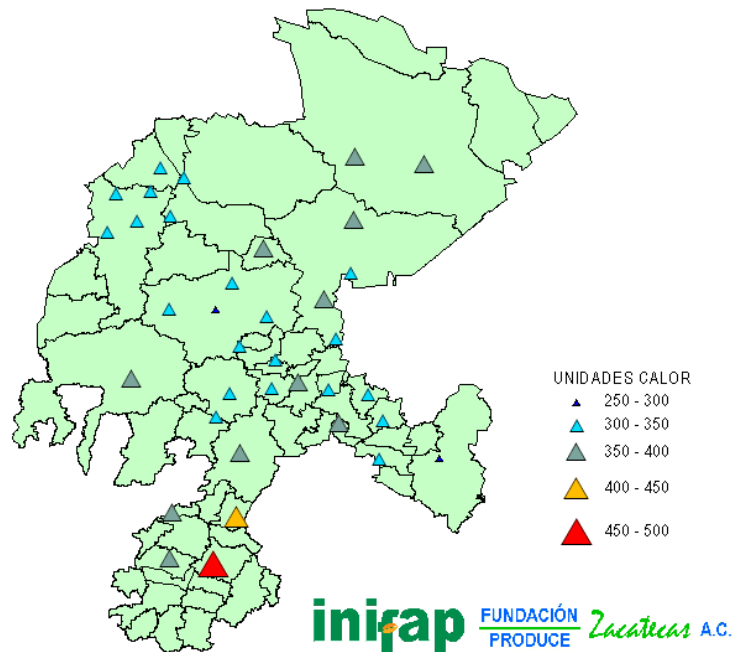 UNIDADES CALOR
250 - 300
300 - 350
350 - 400
400 - 450
450 - 500
inifap
FUNDACIÓN
PRODUCE
Zacatecas A.C.